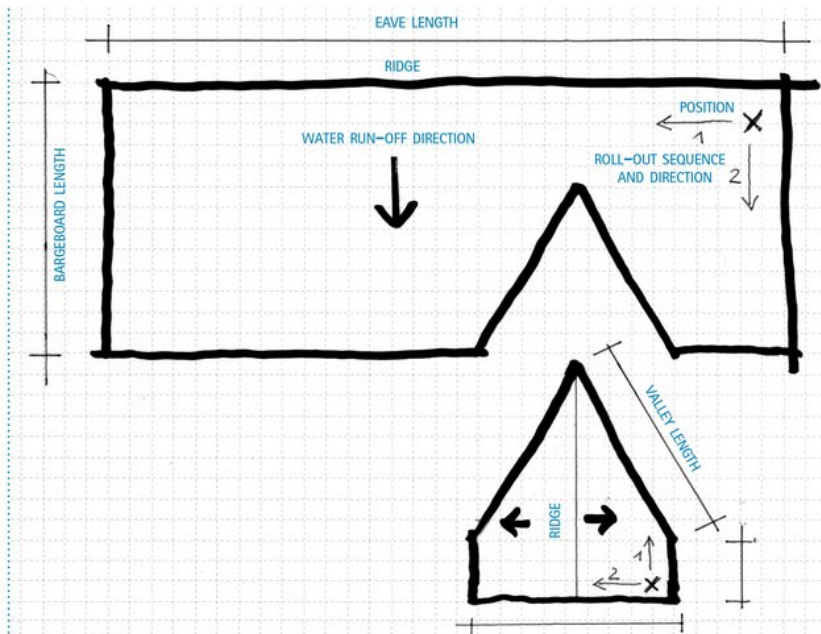 EAVE LENGTH
RIDGE
POSITION
1
WATER RUN-OFF DIRECTION
ROLL-OUT SEQUENCE
AND DIRECTION
2
BARGEBOARD LENGTH
VALLEY LENGTH
RIDGE
1
2